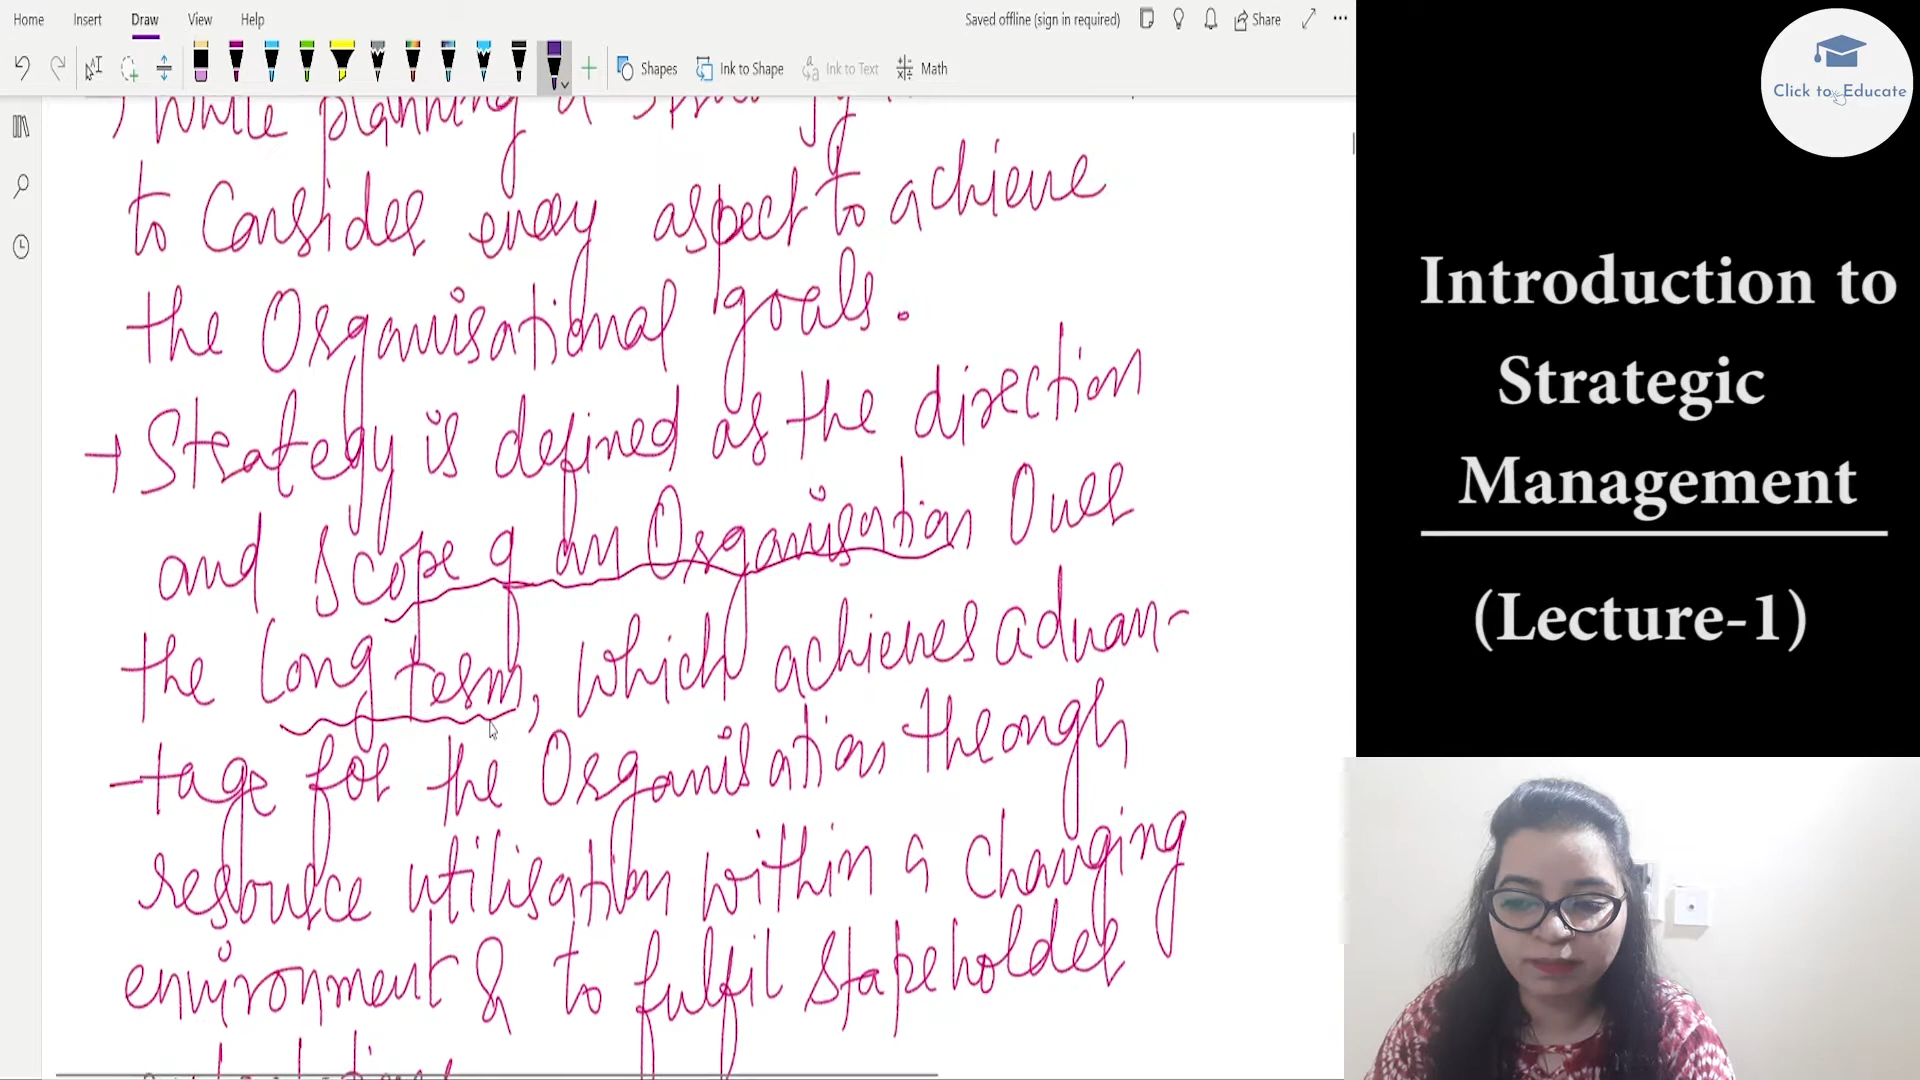 Home Insert Draw View Help
Saved offline (sign in required) Share
Shapes Ink to Shape Ink to Text Math
while planning a
to Consider every aspect to achieve
the Organisational goals.
→ Strategy is defined as the direction
and scope of an Organisation Over
the long term, which achieves advan-
-tage for the Organisation through
resource utilisation within a changing
environment & to fulfil stakeholder
Click to Educate
Introduction to
Strategic
Management
(Lecture-1)